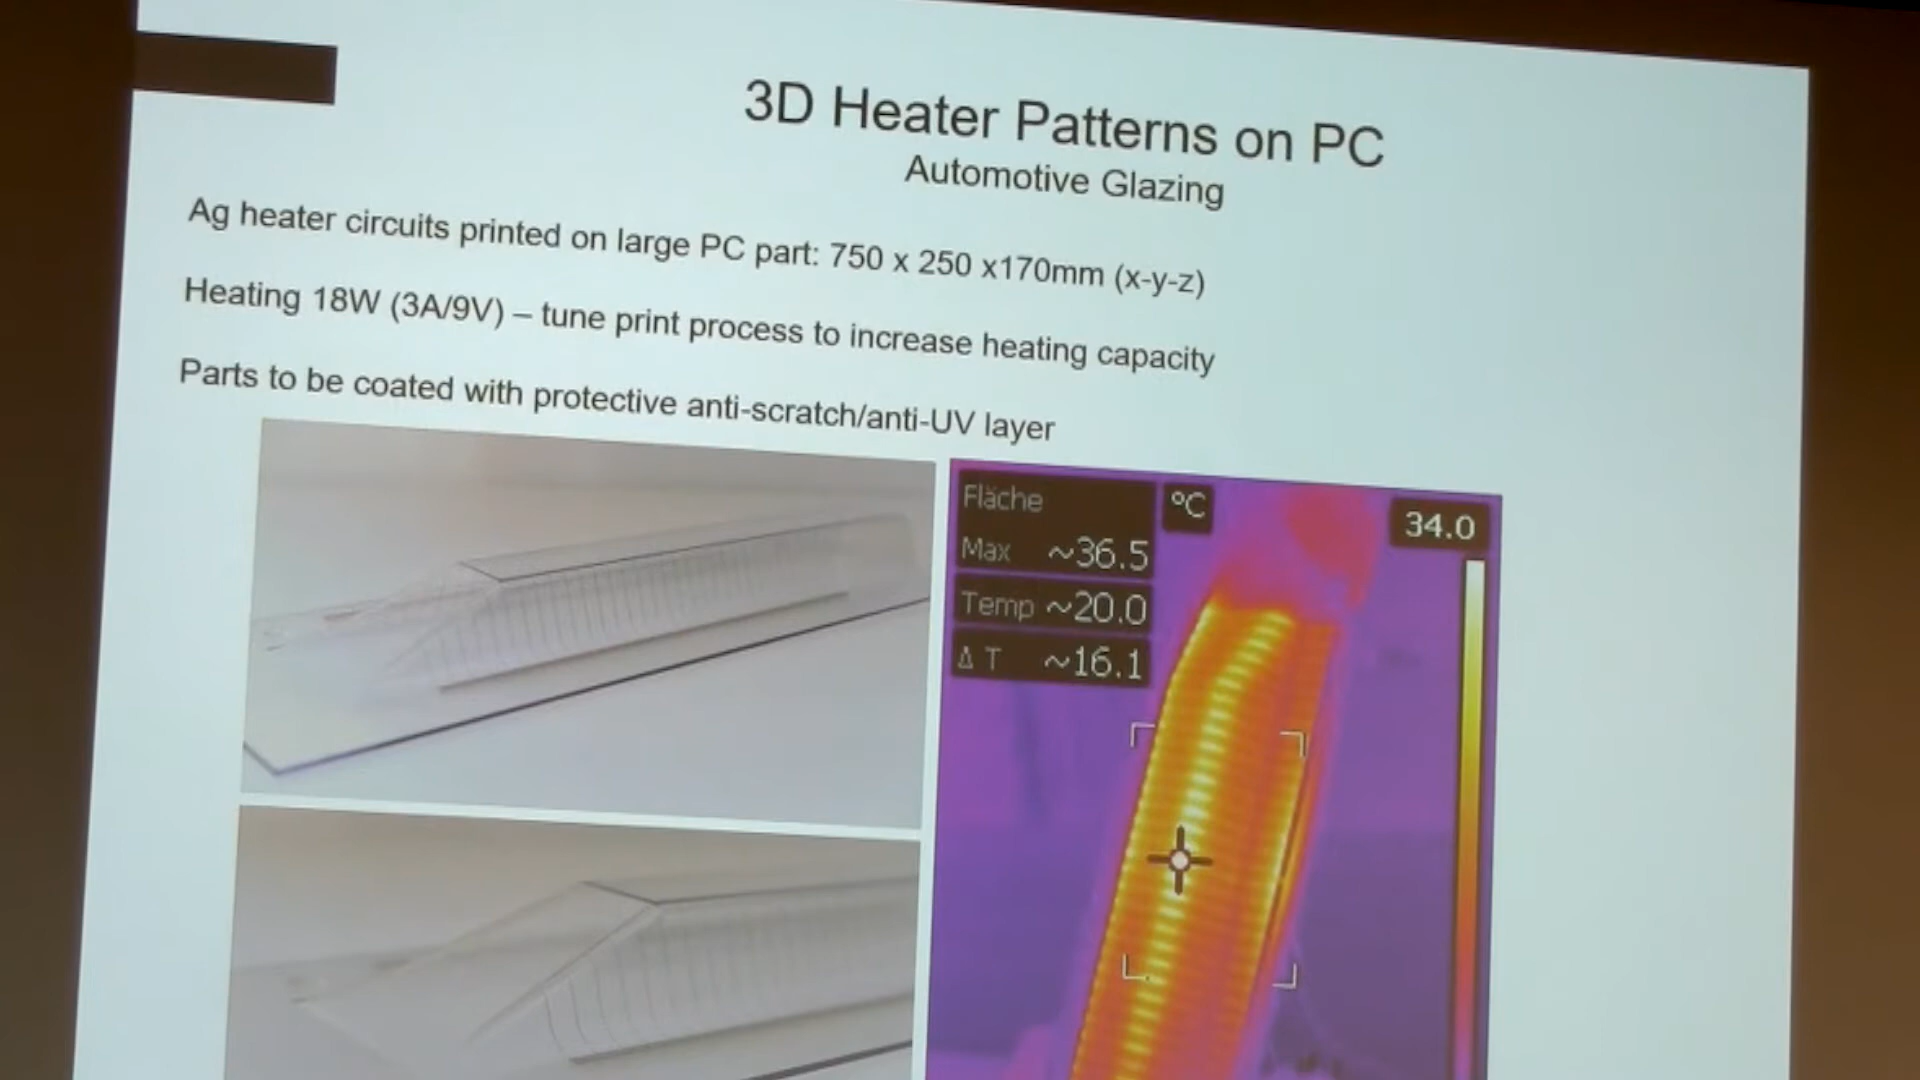 3D Heater Patterns on PC
Automotive Glazing
Ag heater circuits printed on large PC part: 750 x 250 x170mm (x-y-z)
Heating 18W (3A/9V) – tune print process to increase heating capacity
Parts to be coated with protective anti-scratch/anti-UV layer
Fläche
°C
34.0
Max ~36.5
Temp ~20.0
Δ T ~16.1